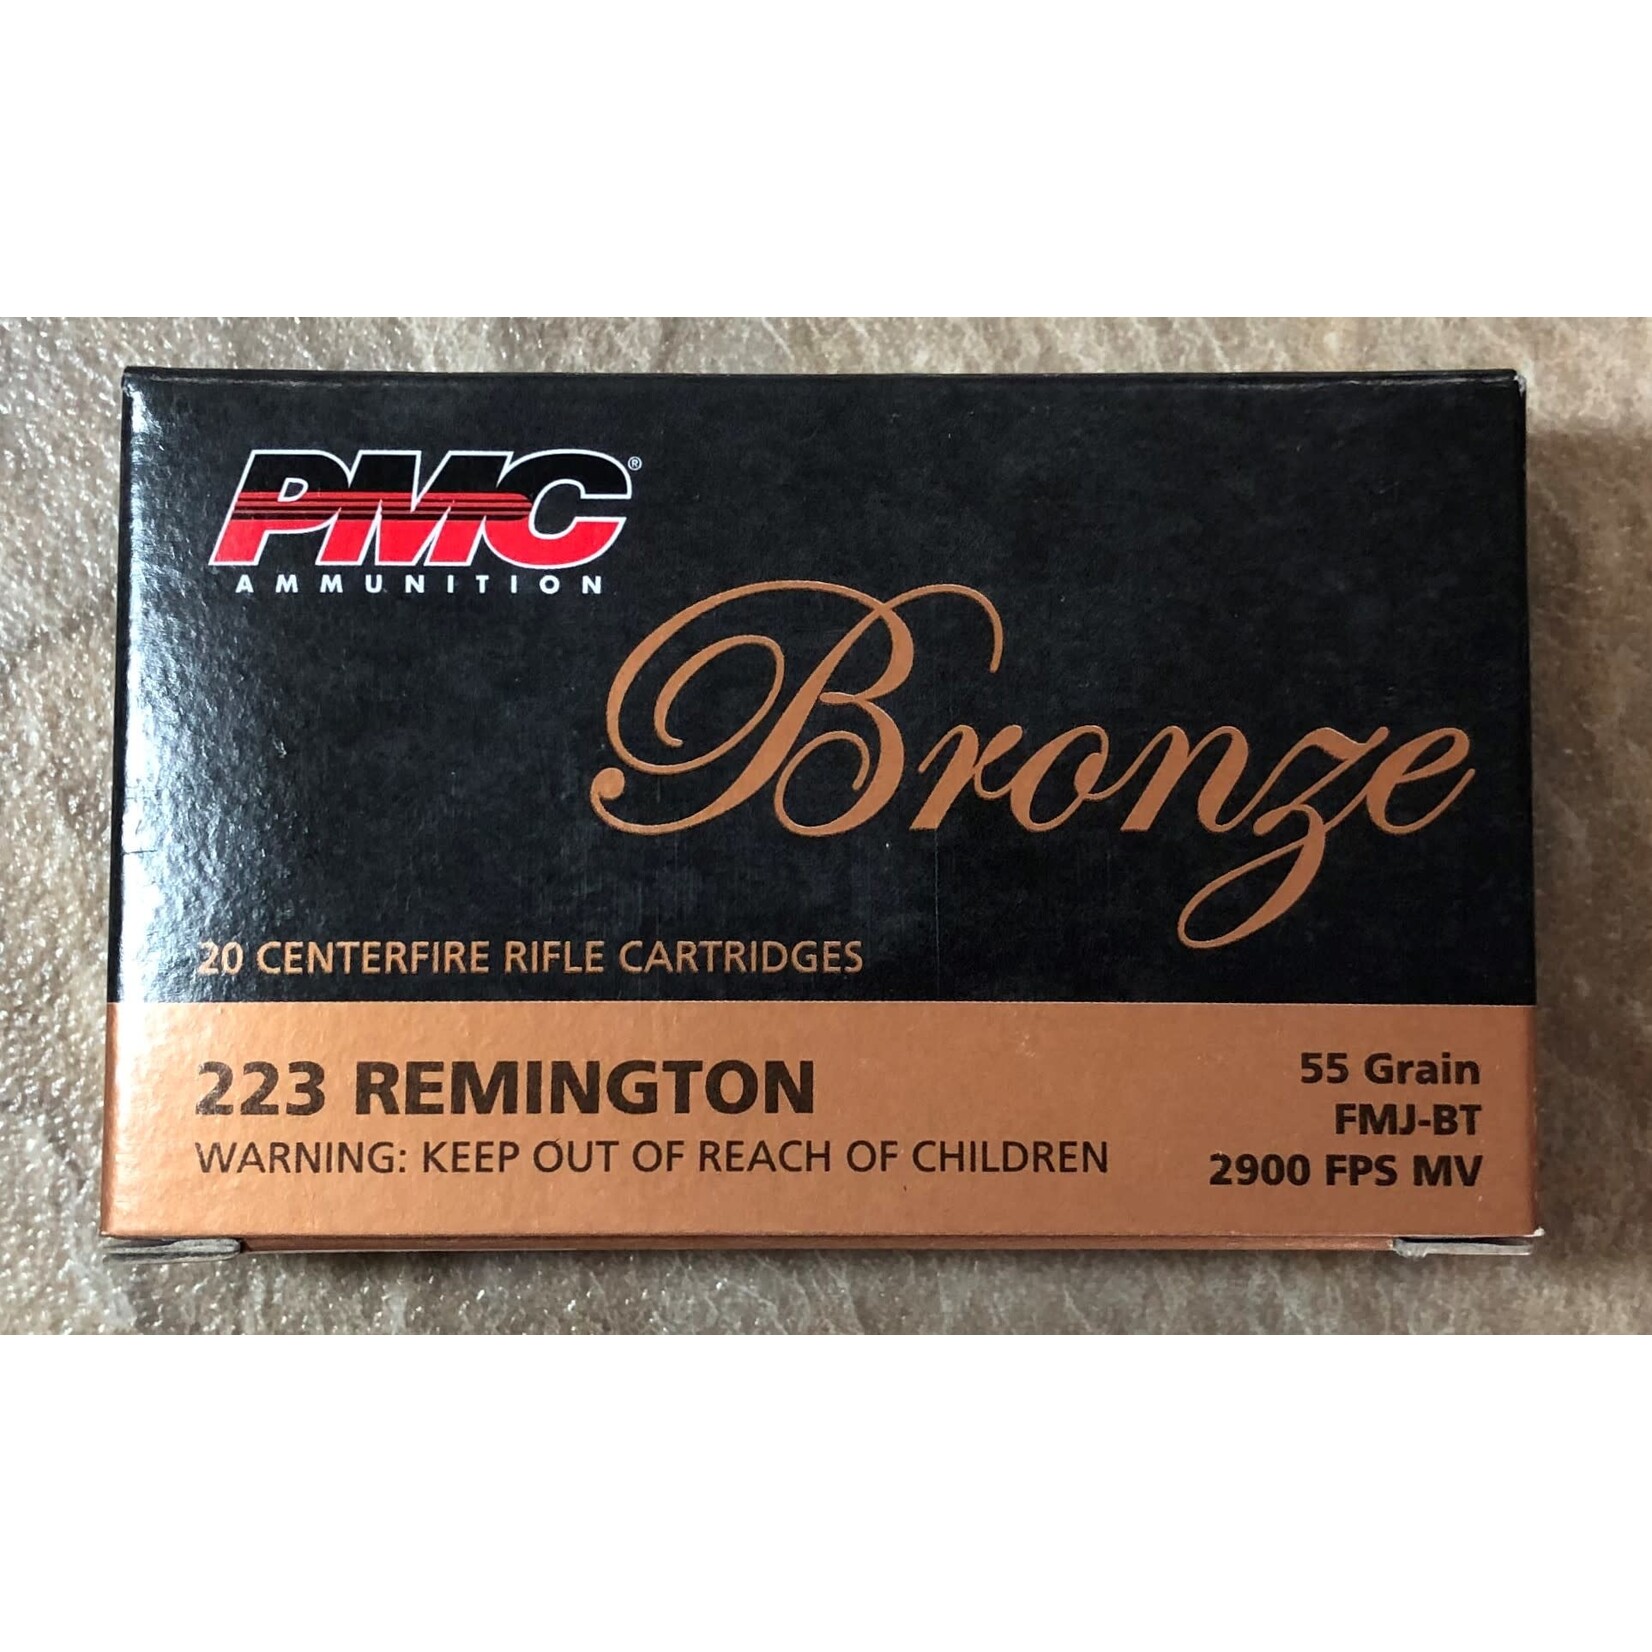 PMC®
AMMUNITION
Bronze
20 CENTERFIRE RIFLE CARTRIDGES
223 REMINGTON
WARNING: KEEP OUT OF REACH OF CHILDREN
55 Grain
FMJ-BT
2900 FPS MV